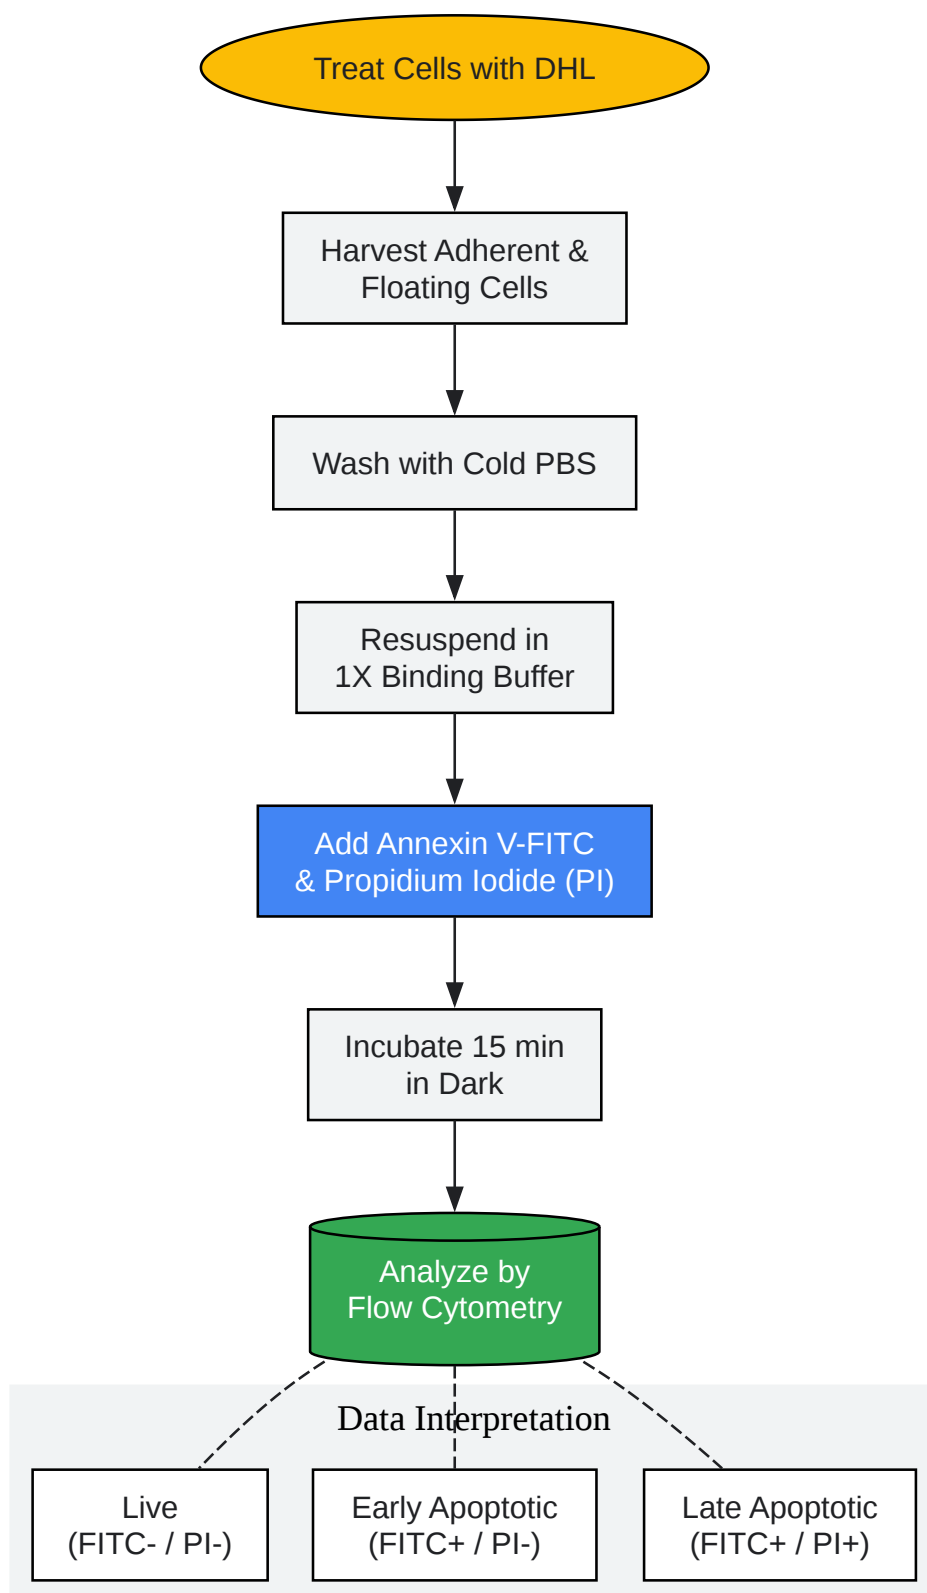 Treat Cells with DHL
Harvest Adherent &
Floating Cells
Wash with Cold PBS
Resuspend in
1X Binding Buffer
Add Annexin V-FITC
& Propidium Iodide (PI)
Incubate 15 min
in Dark
Analyze by
Flow Cytometry
Data Interpretation
Live
(FITC- / PI-)
Early Apoptotic
(FITC+ / PI-)
Late Apoptotic
(FITC+ / PI+)